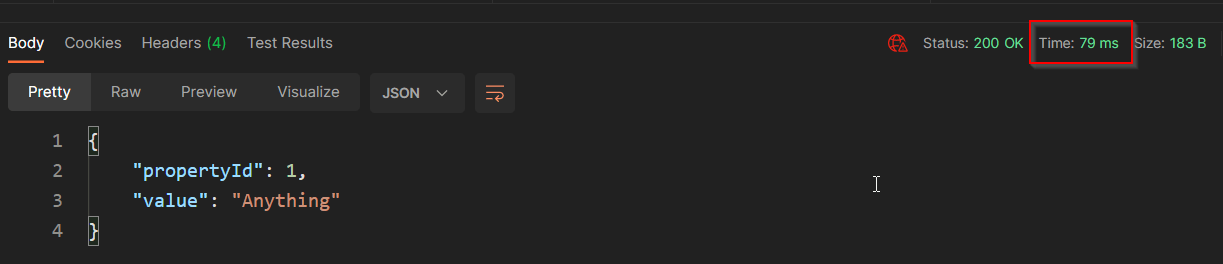 Body Cookies Headers (4) Test Results Status: 200 OK Time: 79 ms Size: 183 B
Pretty Raw Preview Visualize JSON
1 {
2 "propertyId": 1,
3 "value": "Anything"
4 }